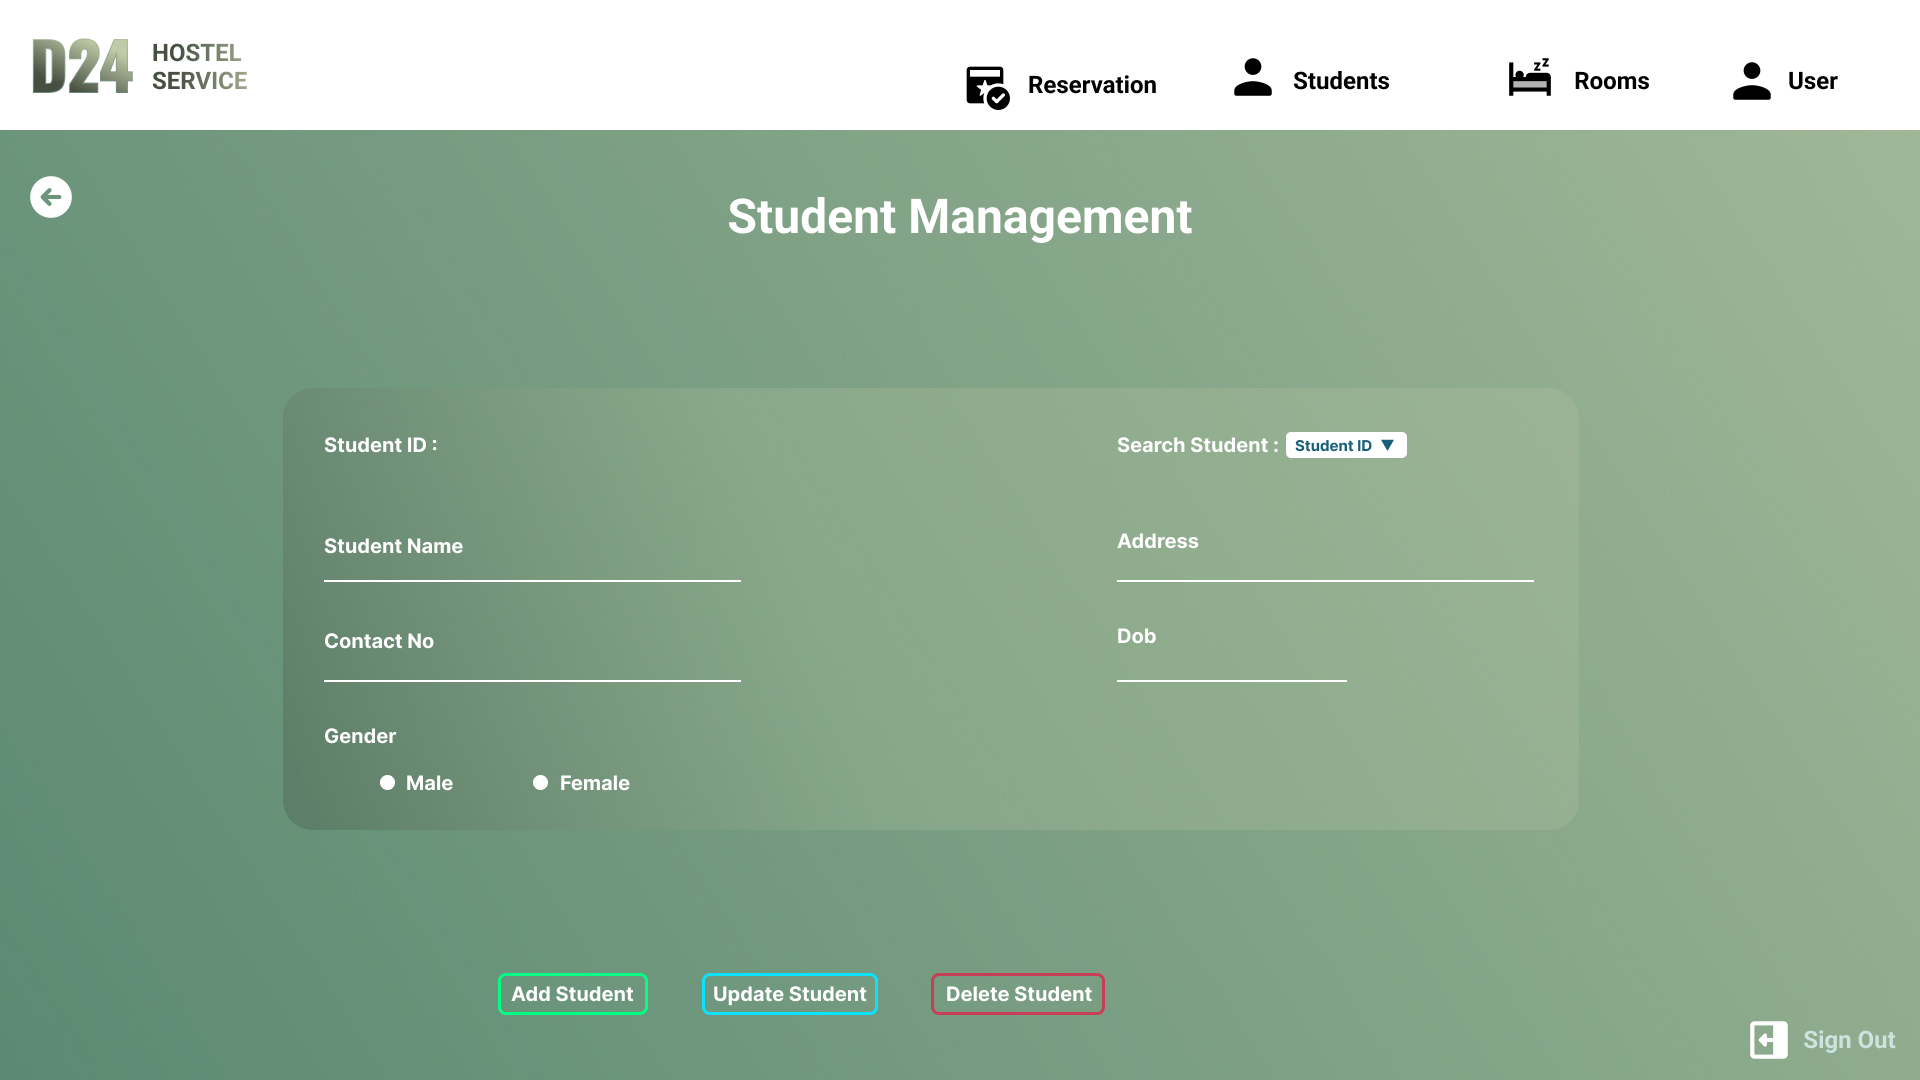 D24
HOSTEL
SERVICE
Reservation
Students
zz
Rooms
User
Student Management
Student ID :
Search Student : Student ID ▼
Student Name
Address
Contact No
Dob
Gender
Male
Female
Add Student
Update Student
Delete Student
Sign Out